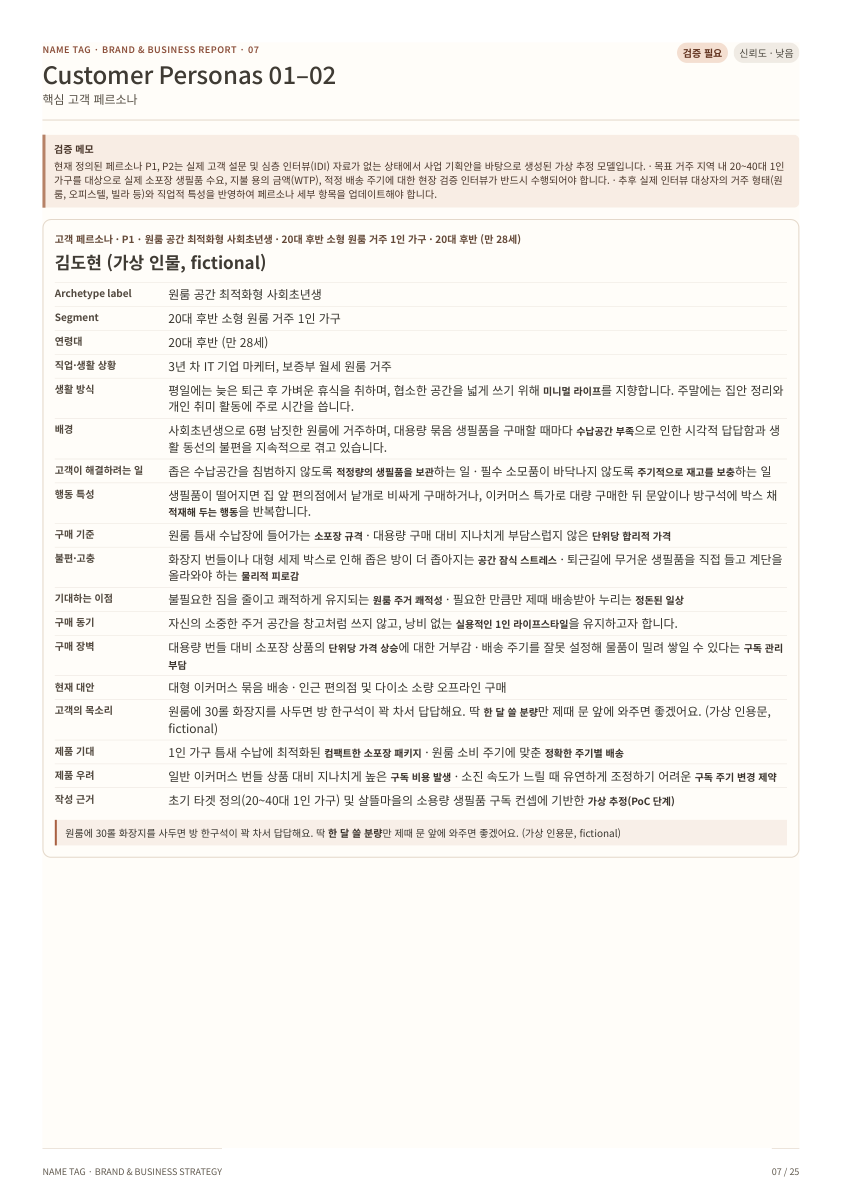 NAME TAG · BRAND & BUSINESS REPORT · 07
검증 필요
신뢰도 · 낮음
Customer Personas 01–02
핵심 고객 페르소나
검증 메모
현재 정의된 페르소나 P1, P2는 실제 고객 설문 및 심층 인터뷰(IDI) 자료가 없는 상태에서 사업 기획안을 바탕으로 생성된 가상 추정 모델입니다. · 목표 거주 지역 내 20~40대 1인
가구를 대상으로 실제 소포장 생필품 수요, 지불 용의 금액(WTP), 적정 배송 주기에 대한 현장 검증 인터뷰가 반드시 수행되어야 합니다. · 추후 실제 인터뷰 대상자의 거주 형태(원
룸, 오피스텔, 빌라 등)와 직업적 특성을 반영하여 페르소나 세부 항목을 업데이트해야 합니다.
고객 페르소나 · P1 · 원룸 공간 최적화형 사회초년생 · 20대 후반 소형 원룸 거주 1인 가구 · 20대 후반 (만 28세)
김도현 (가상 인물, fictional)
Archetype label 원룸 공간 최적화형 사회초년생
Segment 20대 후반 소형 원룸 거주 1인 가구
연령대 20대 후반 (만 28세)
직업·생활 상황 3년 차 IT 기업 마케터, 보증부 월세 원룸 거주
생활 방식 평일에는 늦은 퇴근 후 가벼운 휴식을 취하며, 협소한 공간을 넓게 쓰기 위해 미니멀 라이프를 지향합니다. 주말에는 집안 정리와
개인 취미 활동에 주로 시간을 씁니다.
배경 사회초년생으로 6평 남짓한 원룸에 거주하며, 대용량 묶음 생필품을 구매할 때마다 수납공간 부족으로 인한 시각적 답답함과 생
활 동선의 불편을 지속적으로 겪고 있습니다.
고객이 해결하려는 일 좁은 수납공간을 침범하지 않도록 적정량의 생필품을 보관하는 일 · 필수 소모품이 바닥나지 않도록 주기적으로 재고를 보충하는 일
행동 특성 생필품이 떨어지면 집 앞 편의점에서 낱개로 비싸게 구매하거나, 이커머스 특가로 대량 구매한 뒤 문앞이나 방구석에 박스 채
적재해 두는 행동을 반복합니다.
구매 기준 원룸 틈새 수납장에 들어가는 소포장 규격 · 대용량 구매 대비 지나치게 부담스럽지 않은 단위당 합리적 가격
불편·고충 화장지 번들이나 대형 세제 박스로 인해 좁은 방이 더 좁아지는 공간 잠식 스트레스 · 퇴근길에 무거운 생필품을 직접 들고 계단을
올라와야 하는 물리적 피로감
기대하는 이점 불필요한 짐을 줄이고 쾌적하게 유지되는 원룸 주거 쾌적성 · 필요한 만큼만 제때 배송받아 누리는 정돈된 일상
구매 동기 자신의 소중한 주거 공간을 창고처럼 쓰지 않고, 낭비 없는 실용적인 1인 라이프스타일을 유지하고자 합니다.
구매 장벽 대용량 번들 대비 소포장 상품의 단위당 가격 상승에 대한 거부감 · 배송 주기를 잘못 설정해 물품이 밀려 쌓일 수 있다는 구독 관리
부담
현재 대안 대형 이커머스 묶음 배송 · 인근 편의점 및 다이소 소량 오프라인 구매
고객의 목소리 원룸에 30롤 화장지를 사두면 방 한구석이 꽉 차서 답답해요. 딱 한 달 쓸 분량만 제때 문 앞에 와주면 좋겠어요. (가상 인용문,
fictional)
제품 기대 1인 가구 틈새 수납에 최적화된 컴팩트한 소포장 패키지 · 원룸 소비 주기에 맞춘 정확한 주기별 배송
제품 우려 일반 이커머스 번들 상품 대비 지나치게 높은 구독 비용 발생 · 소진 속도가 느릴 때 유연하게 조정하기 어려운 구독 주기 변경 제약
작성 근거 초기 타겟 정의(20~40대 1인 가구) 및 살뜰마을의 소용량 생필품 구독 컨셉에 기반한 가상 추정(PoC 단계)
원룸에 30롤 화장지를 사두면 방 한구석이 꽉 차서 답답해요. 딱 한 달 쓸 분량만 제때 문 앞에 와주면 좋겠어요. (가상 인용문, fictional)
NAME TAG · BRAND & BUSINESS STRATEGY
07 / 25